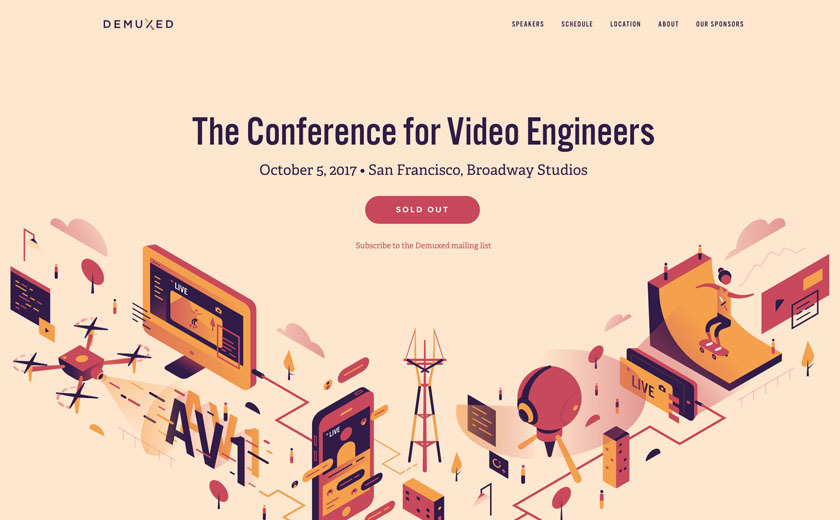 DEMUXED
SPEAKERS SCHEDULE LOCATION ABOUT OUR SPONSORS
The Conference for Video Engineers
October 5, 2017 • San Francisco, Broadway Studios
SOLD OUT
Subscribe to the Demuxed mailing list
LIVE
LIVE
AV1
LIVE